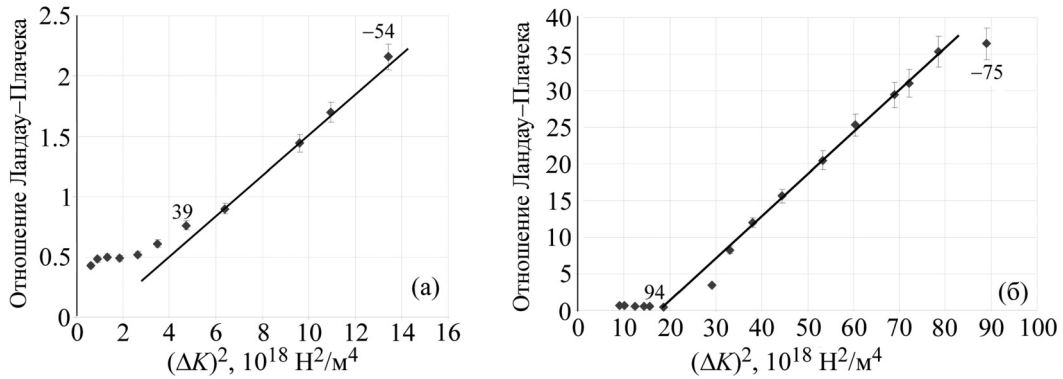 Отношение Ландау–Плачека
2.5
2
1.5
1
0.5
0
–54
39
(а)
0 2 4 6 8 10 12 14 16
(ΔK)², 10¹⁸ Н²/м⁴
Отношение Ландау–Плачека
40
35
30
25
20
15
10
5
0
–75
94
(б)
0 10 20 30 40 50 60 70 80 90 100
(ΔK)², 10¹⁸ Н²/м⁴